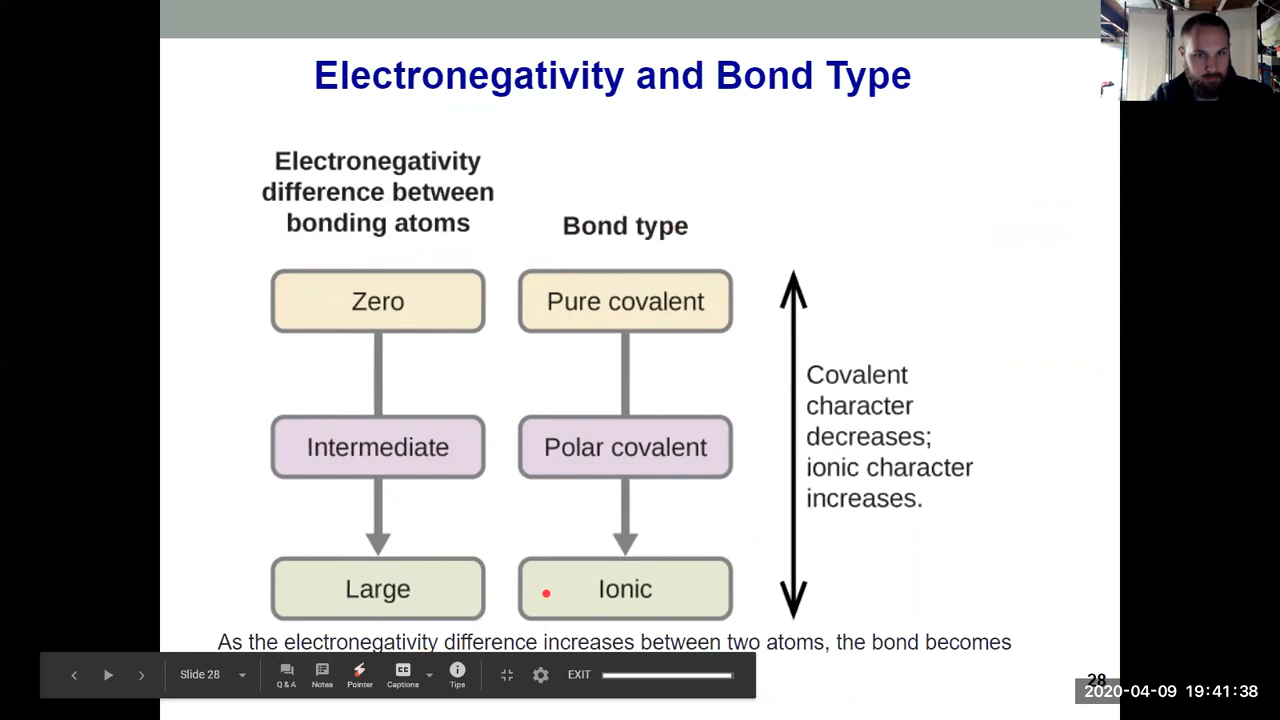 Electronegativity and Bond Type
Electronegativity
difference between
bonding atoms
Bond type
Zero
Pure covalent
Intermediate
Polar covalent
Large
Ionic
Covalent
character
decreases;
ionic character
increases.
As the electronegativity difference increases between two atoms, the bond becomes
Slide 28
Q & A
Notes
Pointer
CC
Captions
Tips
EXIT
28
2020-04-09 19:41:38